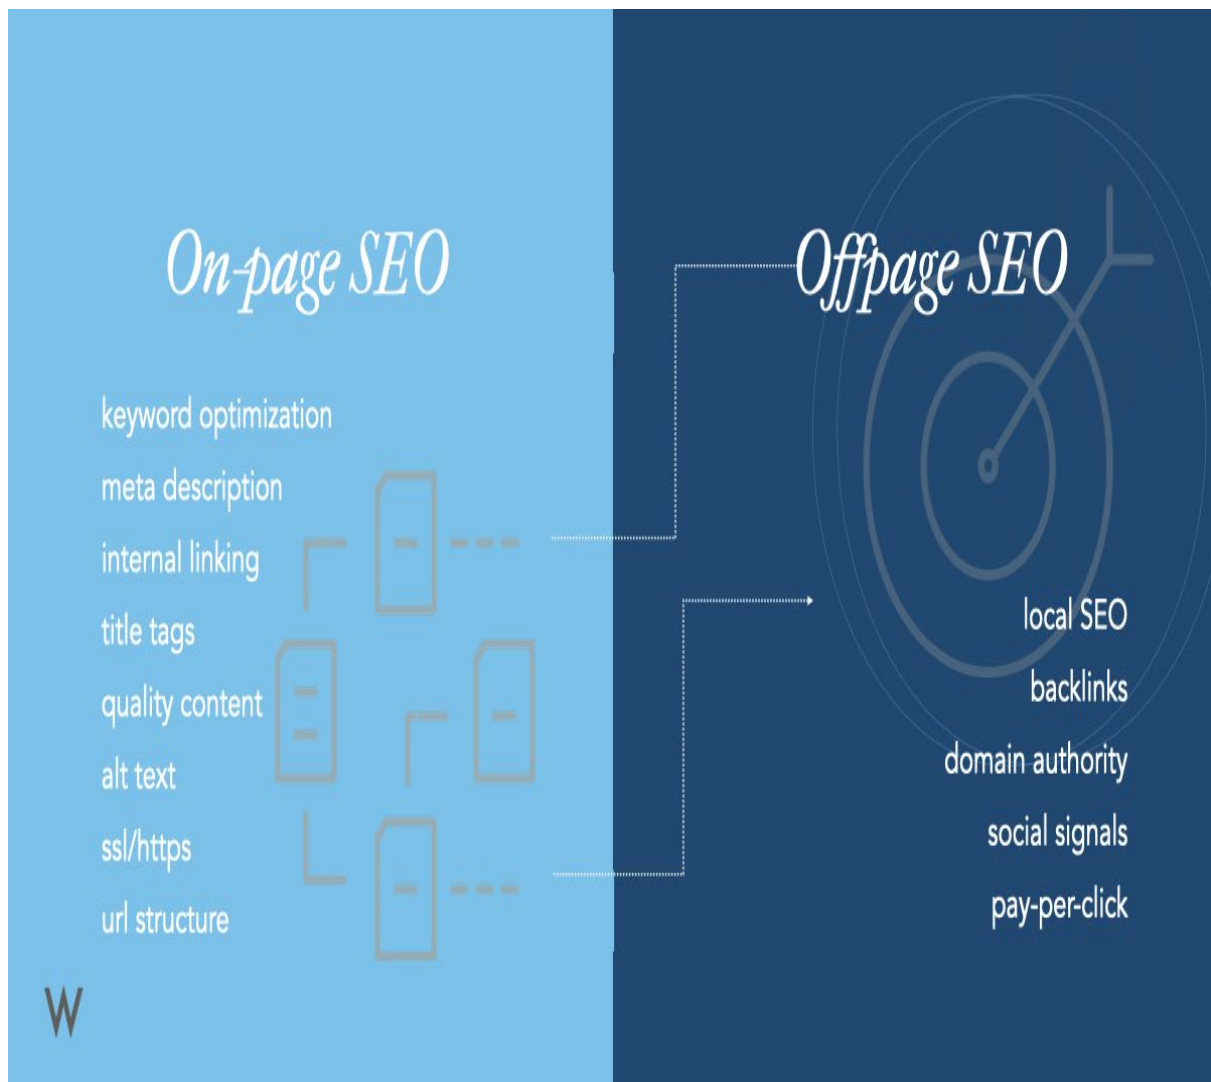 On-page SEO
keyword optimization
meta description
internal linking
title tags
quality content
alt text
ssl/https
url structure
W
Offpage SEO
local SEO
backlinks
domain authority
social signals
pay-per-click